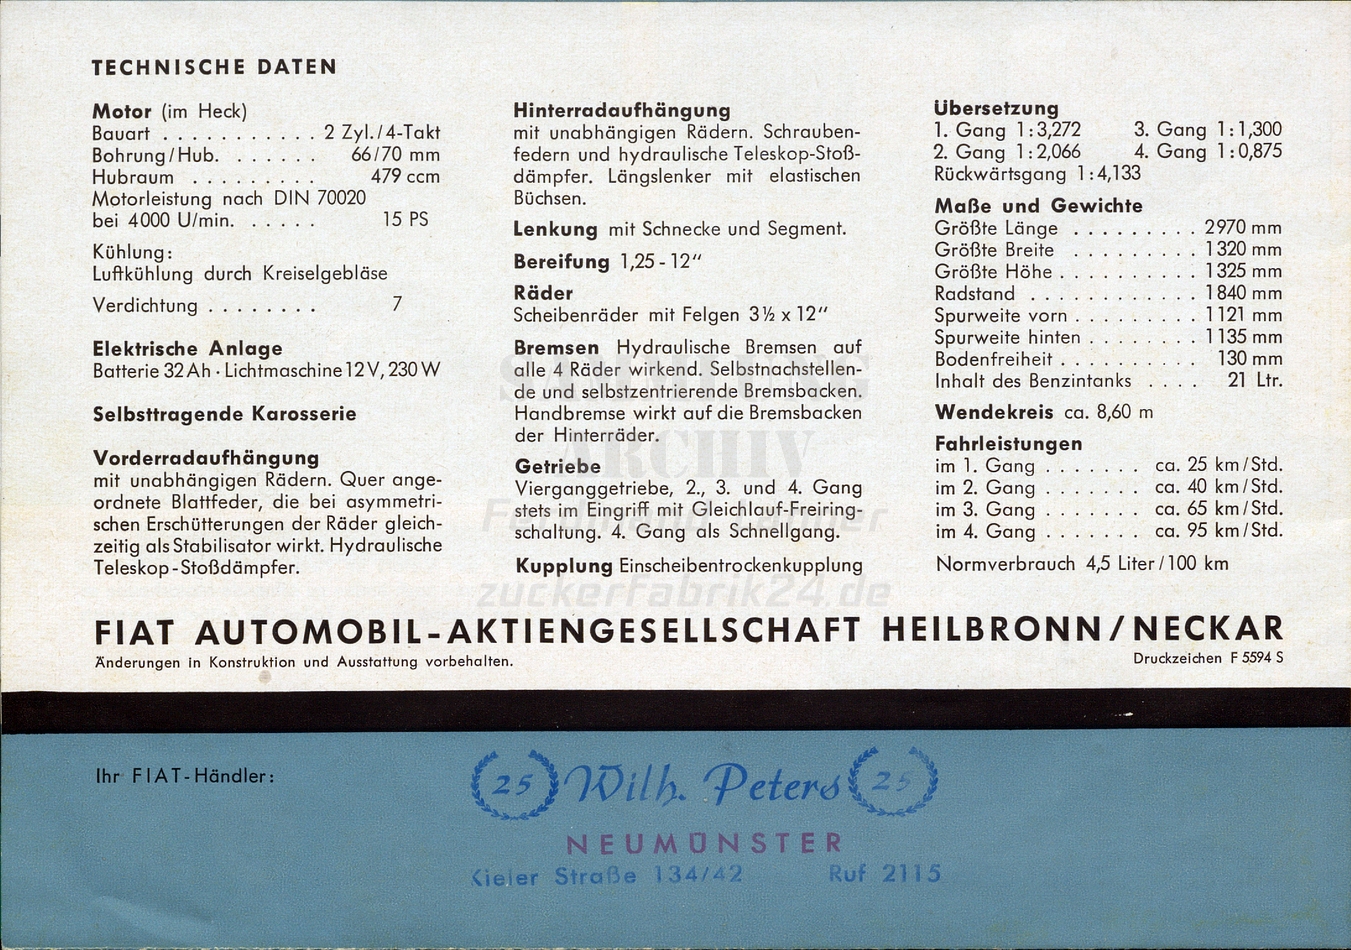 TECHNISCHE DATEN
Motor (im Heck)
Bauart . . . . . . . . . . . 2 Zyl./4-Takt
Bohrung/Hub. . . . . . . 66/70 mm
Hubraum . . . . . . . . . 479 ccm
Motorleistung nach DIN 70020
bei 4000 U/min. . . . . . 15 PS
Kühlung:
Luftkühlung durch Kreiselgebläse
Verdichtung . . . . . . . . 7
Elektrische Anlage
Batterie 32 Ah · Lichtmaschine 12 V, 230 W
Selbsttragende Karosserie
Vorderradaufhängung
mit unabhängigen Rädern. Quer ange-
ordnete Blattfeder, die bei asymmetri-
schen Erschütterungen der Räder gleich-
zeitig als Stabilisator wirkt. Hydraulische
Teleskop-Stoßdämpfer.
Hinterradaufhängung
mit unabhängigen Rädern. Schrauben-
federn und hydraulische Teleskop-Stoß-
dämpfer. Längslenker mit elastischen
Büchsen.
Lenkung mit Schnecke und Segment.
Bereifung 1,25-12“
Räder
Scheibenräder mit Felgen 3½ x 12“
Bremsen Hydraulische Bremsen auf
alle 4 Räder wirkend. Selbstnachstellen-
de und selbstzentrierende Bremsbacken.
Handbremse wirkt auf die Bremsbacken
der Hinterräder.
Getriebe
Vierganggetriebe, 2., 3. und 4. Gang
stets im Eingriff mit Gleichlauf-Freiring-
schaltung. 4. Gang als Schnellgang.
Kupplung Einscheibentrockenkupplung
Übersetzung
1. Gang 1:3,272 3. Gang 1:1,300
2. Gang 1:2,066 4. Gang 1:0,875
Rückwärtsgang 1:4,133
Maße und Gewichte
Größte Länge . . . . . . . . . 2970 mm
Größte Breite . . . . . . . . . 1320 mm
Größte Höhe . . . . . . . . . . 1325 mm
Radstand . . . . . . . . . . . . 1840 mm
Spurweite vorn . . . . . . . . . 1121 mm
Spurweite hinten . . . . . . . . 1135 mm
Bodenfreiheit . . . . . . . . . . 130 mm
Inhalt des Benzintanks . . . . 21 Ltr.
Wendekreis ca. 8,60 m
Fahrleistungen
im 1. Gang . . . . . . . ca. 25 km/Std.
im 2. Gang . . . . . . . ca. 40 km/Std.
im 3. Gang . . . . . . . ca. 65 km/Std.
im 4. Gang . . . . . . . ca. 95 km/Std.
Normverbrauch 4,5 Liter/100 km
SAMMLUNG
ARCHIV
Ferdinand Lanner
zuckerfabrik24.de
FIAT AUTOMOBIL-AKTIENGESELLSCHAFT HEILBRONN/NECKAR
Änderungen in Konstruktion und Ausstattung vorbehalten.
Druckzeichen F 5594 S
Ihr FIAT-Händler:
25 Wilh. Peters 25
NEUMÜNSTER
Kieler Straße 134/42 Ruf 2115